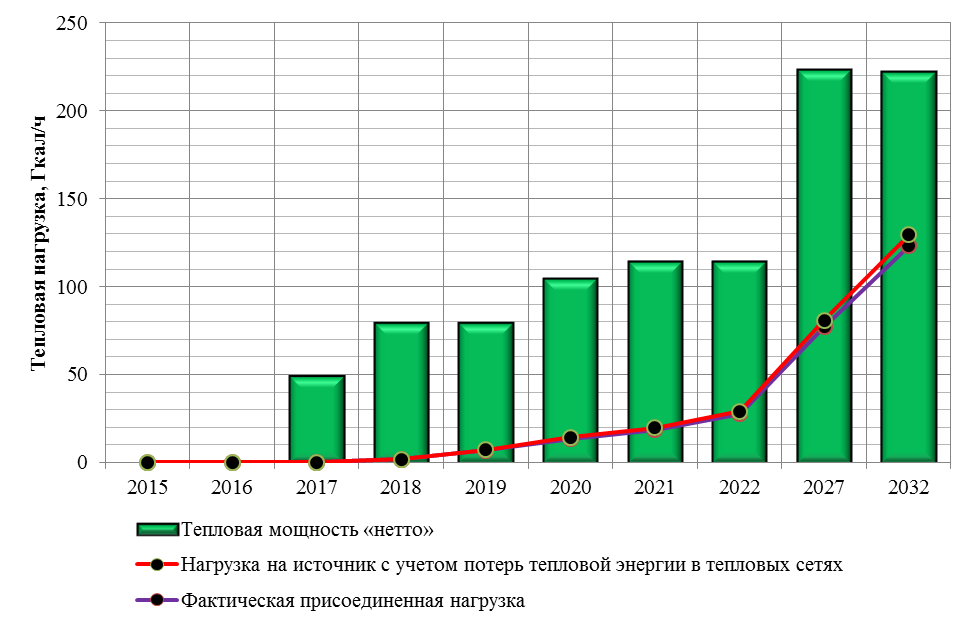 250
200
150
100
50
0
Тепловая нагрузка, Гкал/ч
2015 2016 2017 2018 2019 2020 2021 2022 2027 2032
Тепловая мощность «нетто»
Нагрузка на источник с учетом потерь тепловой энергии в тепловых сетях
Фактическая присоединенная нагрузка